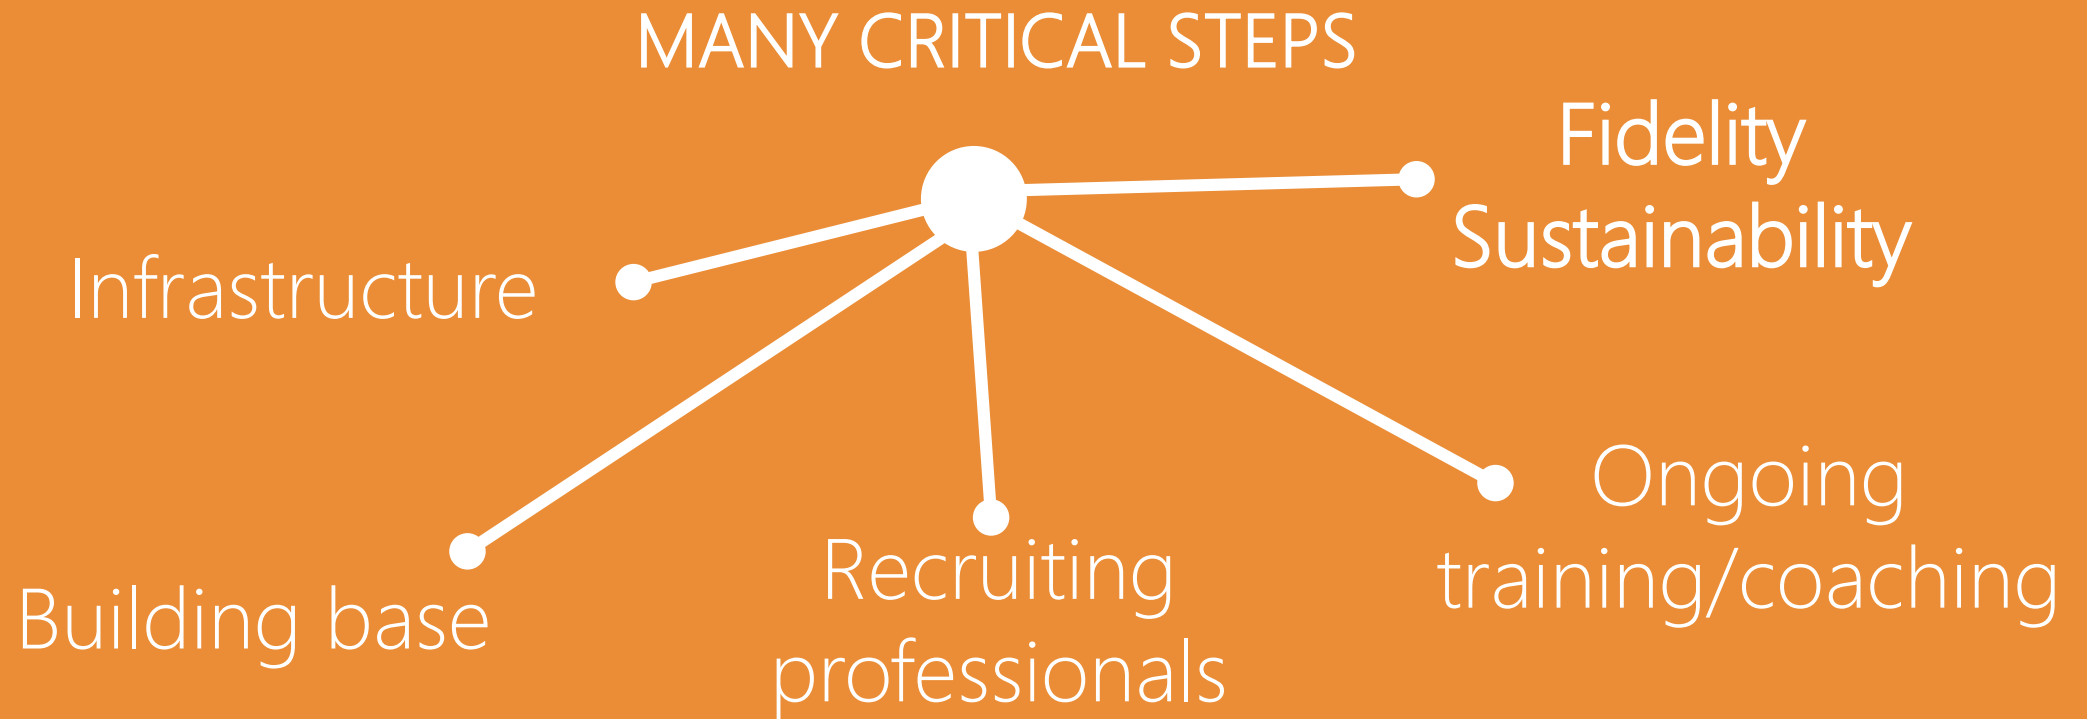 MANY CRITICAL STEPS
Infrastructure
Building base
Recruiting
professionals
Ongoing
training/coaching
Fidelity
Sustainability